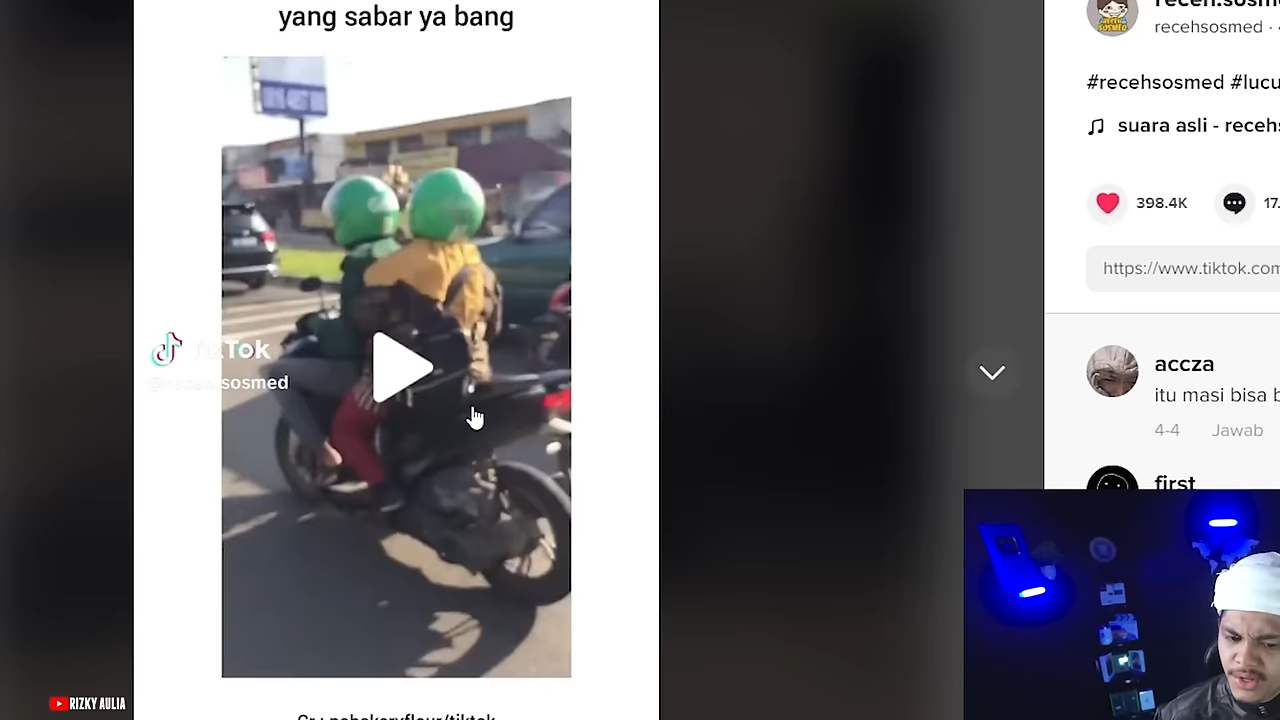 yang sabar ya bang
recehsosmed
#recehsosmed #lucu
suara asli - receh
398.4K
17.
https://www.tiktok.com
TikTok
accza
itu masi bisa b
4-4 Jawab
first
RIZKY AULIA